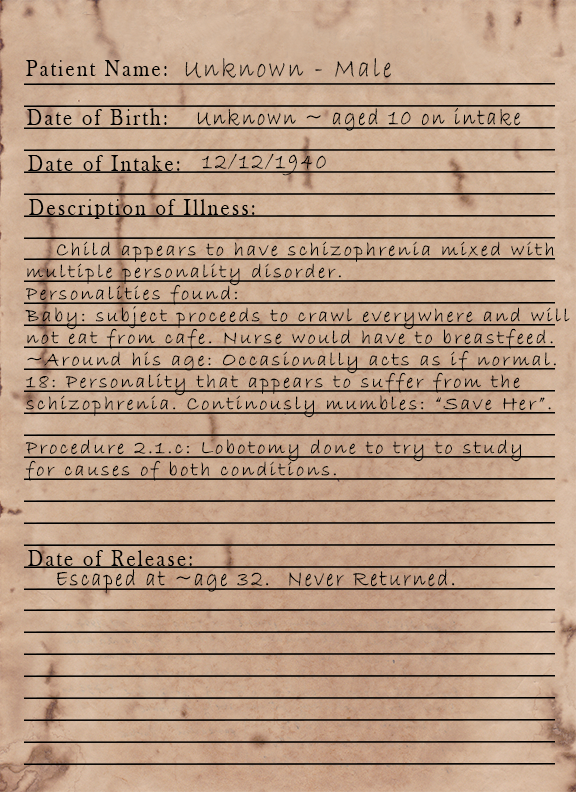 Patient Name: Unknown - Male
Date of Birth: Unknown ~ aged 10 on intake
Date of Intake: 12/12/1940
Description of Illness:
Child appears to have schizophrenia mixed with
multiple personality disorder.
Personalities found:
Baby: subject proceeds to crawl everywhere and will
not eat from cafe. Nurse would have to breastfeed.
~Around his age: Occasionally acts as if normal.
18: Personality that appears to suffer from the
schizophrenia. Continously mumbles: "Save Her".
Procedure 2.1.c: Lobotomy done to try to study
for causes of both conditions.
Date of Release:
Escaped at ~age 32. Never Returned.